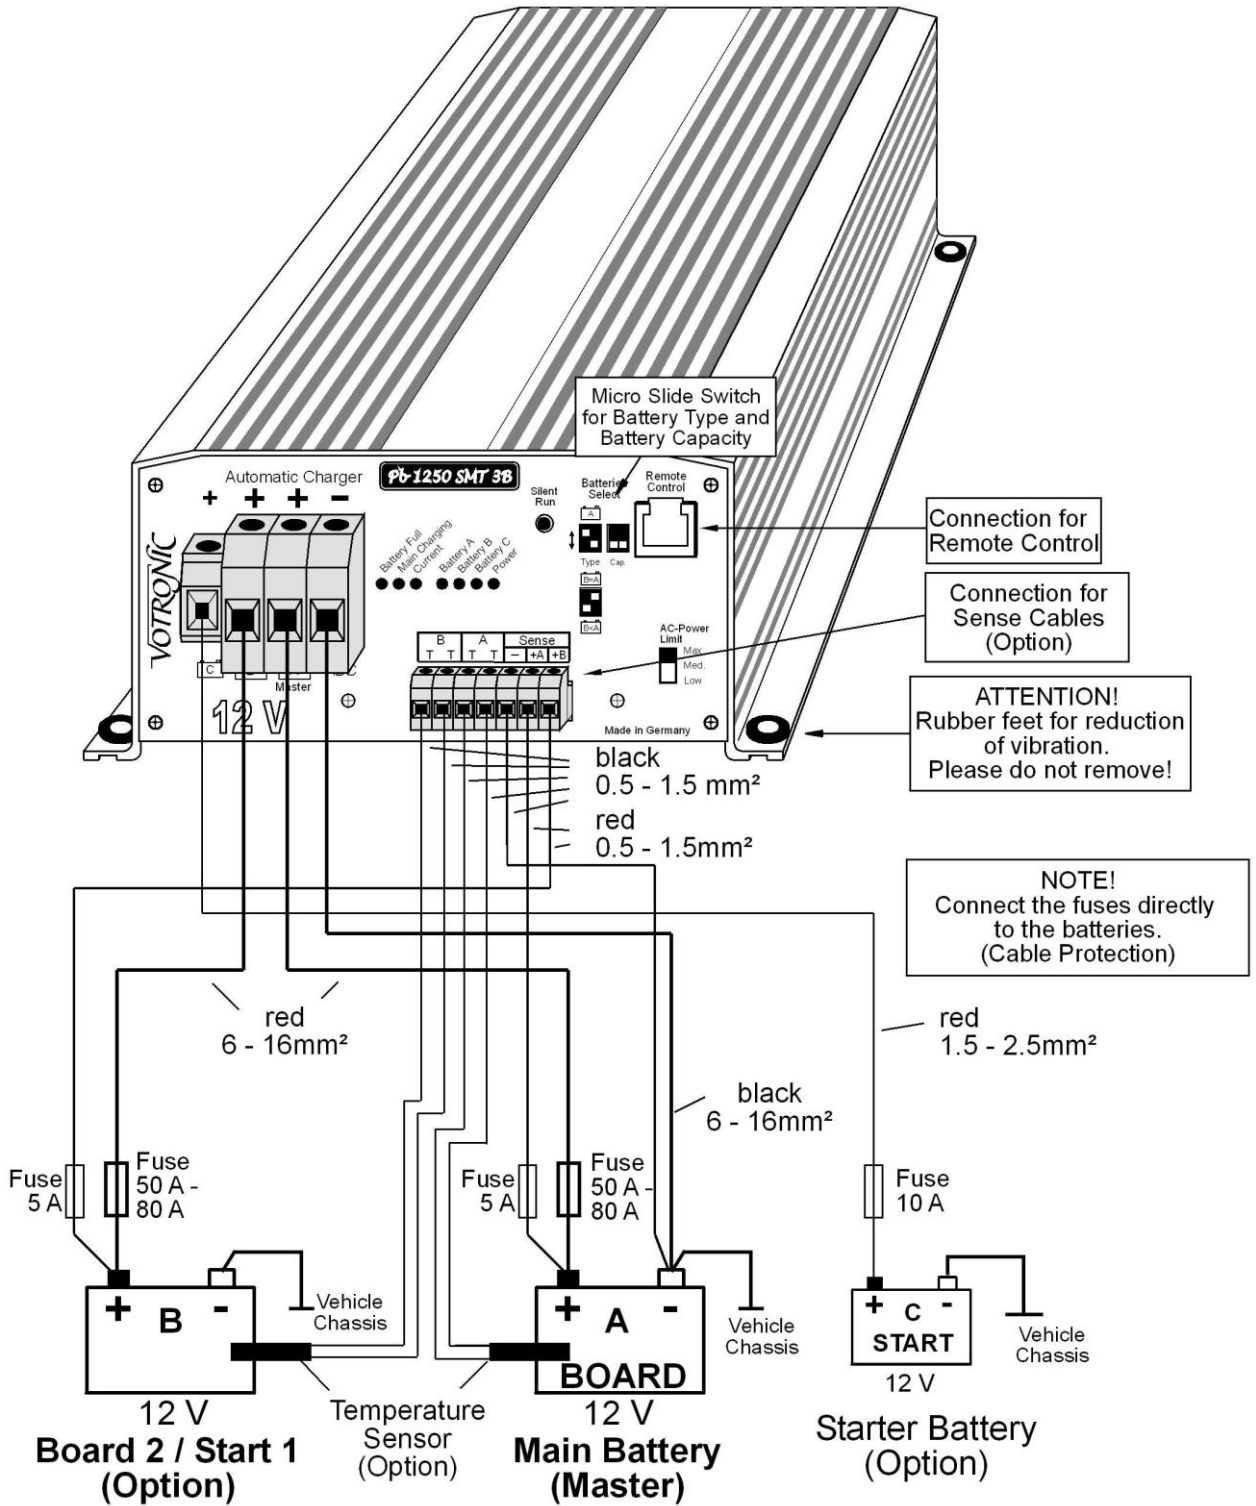 Micro Slide Switch
for Battery Type and
Battery Capacity
Automatic Charger
Pb 1250 SMT 3B
+ + + -
Silent
Run
Batterie
Select
A
Type
Cap.
B=A
B<A
Remote
Control
Battery Full
Main Charging
Current
Battery A
Battery B
Battery C
Power
VOTRONIC
C
Master
12 V
B A Sense
T T T T - +A +B
AC-Power
Limit
Max.
Med.
Low
Made in Germany
Connection for
Remote Control
Connection for
Sense Cables
(Option)
ATTENTION!
Rubber feet for reduction
of vibration.
Please do not remove!
black
0.5 - 1.5 mm²
red
0.5 - 1.5mm²
NOTE!
Connect the fuses directly
to the batteries.
(Cable Protection)
red
6 - 16mm²
red
1.5 - 2.5mm²
black
6 - 16mm²
Fuse
5 A
Fuse
50 A -
80 A
Fuse
5 A
Fuse
50 A -
80 A
Fuse
10 A
+ B -
Vehicle
Chassis
12 V
Board 2 / Start 1
(Option)
Temperature
Sensor
(Option)
+ A -
BOARD
Vehicle
Chassis
12 V
Main Battery
(Master)
+ C -
START
Vehicle
Chassis
12 V
Starter Battery
(Option)